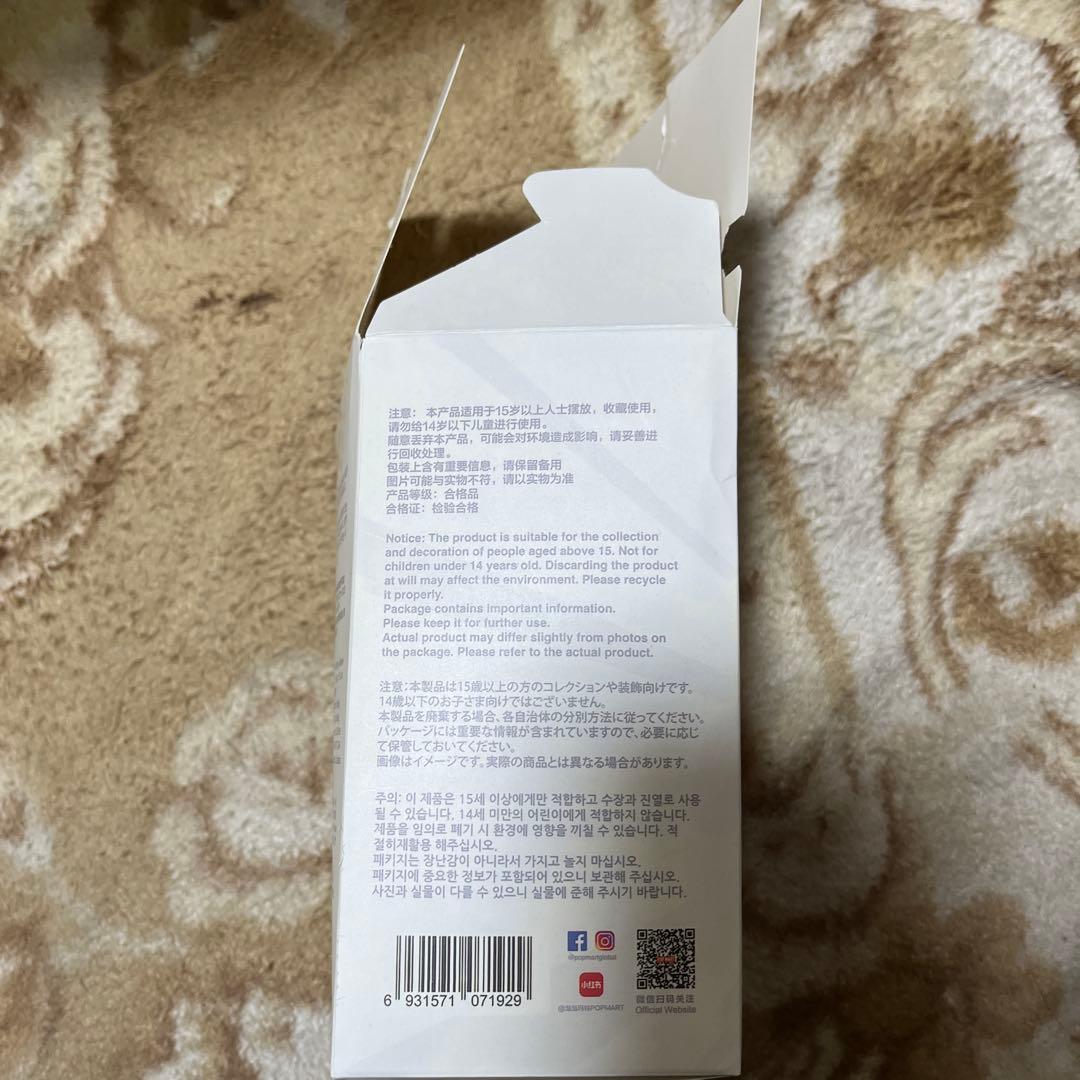 注意： 本产品适用于15岁以上人士摆放，收藏使用，
请勿给14岁以下儿童进行使用。
随意丢弃本产品，可能会对环境造成影响，请妥善进
行回收处理。
包装上含有重要信息，请保留备用
图片可能与实物不符，请以实物为准
产品等级：合格品
合格证：检验合格
Notice: The product is suitable for the collection
and decoration of people aged above 15. Not for
children under 14 years old. Discarding the product
at will may affect the environment. Please recycle
it properly.
Package contains important information.
Please keep it for further use.
Actual product may differ slightly from photos on
the package. Please refer to the actual product.
注意：本製品は15歳以上の方のコレクションや装飾向けです。
14歳以下のお子さま向けではございません。
本製品を廃棄する場合、各自治体の分別方法に従ってください。
パッケージには重要な情報が含まれていますので、必要に応じ
て保管しておいてください。
画像はイメージです。実際の商品とは異なる場合があります。
주의: 이 제품은 15세 이상에게만 적합하고 수장과 진열로 사용
될 수 있습니다. 14세 미만의 어린이에게 적합하지 않습니다.
제품을 임의로 폐기 시 환경에 영향을 끼칠 수 있습니다. 적
절히재활용 해주십시오.
패키지는 장난감이 아니라서 가지고 놀지 마십시오.
패키지에 중요한 정보가 포함되어 있으니 보관해 주십시오.
사진과 실물이 다를 수 있으니 실물에 준해 주시기 바랍니다.
@popmartglobal
小红书
POPMART
微信扫码关注
Official Website
6 931571 071929